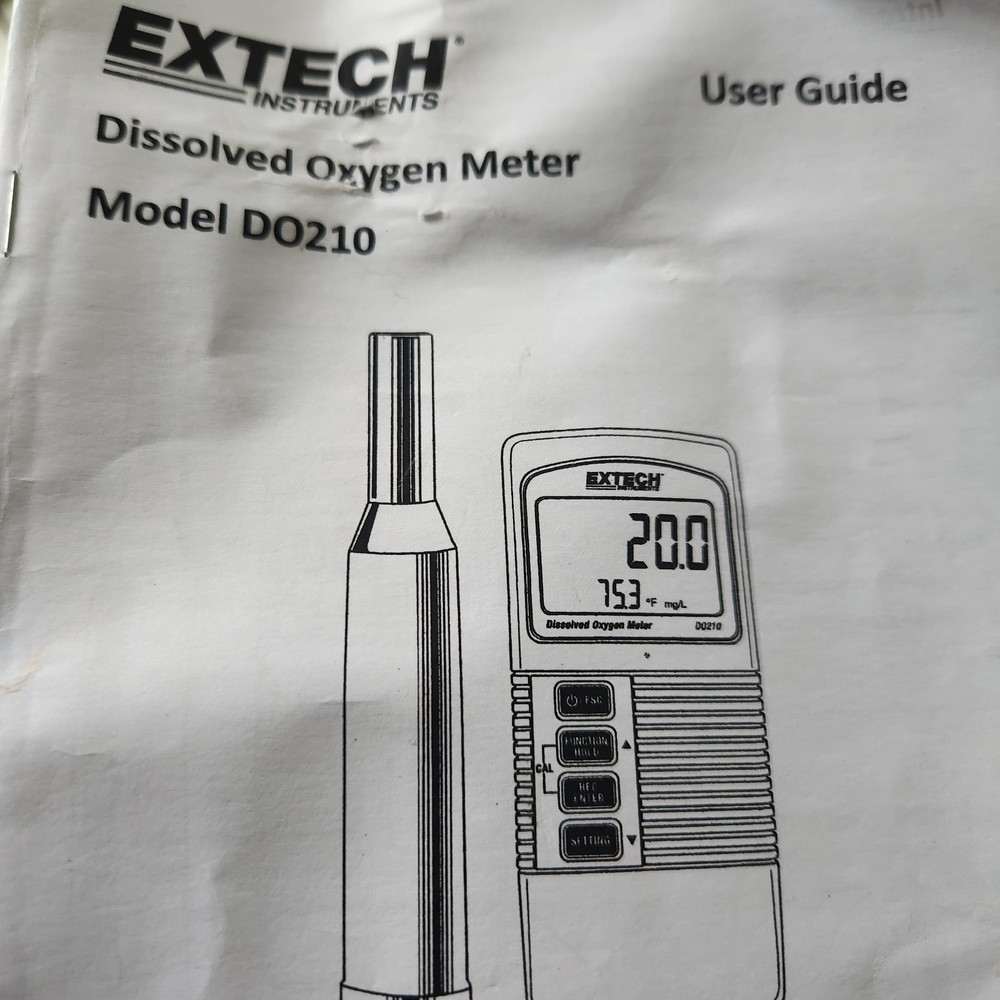 EXTECH
INSTRUMENTS
User Guide
Dissolved Oxygen Meter
Model DO210
EXTECH
INSTRUMENTS
20.0
75.3 °F mg/L
Dissolved Oxygen Meter DO210
ESC
FUNCTION
HOLD
CAL
REC
ENTER
SETTING